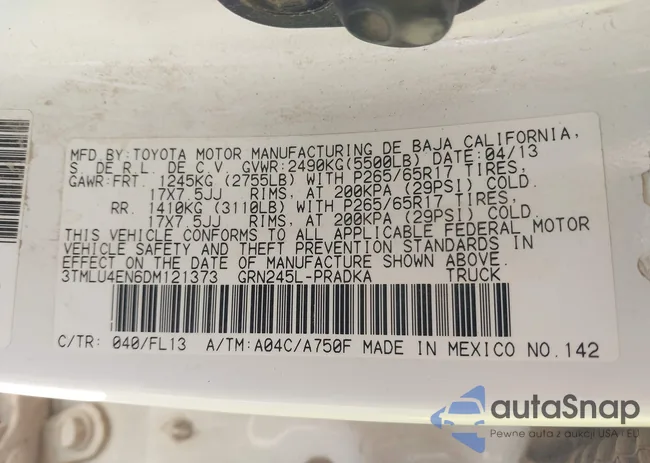 MFD.BY:TOYOTA MOTOR MANUFACTURING DE BAJA CALIFORNIA,
S DE R.L. DE C.V. GVWR:2490KG(5500LB) DATE:04/13
GAWR:FRT. 1245KG (2755LB) WITH P265/65R17 TIRES,
17X7.5JJ RIMS, AT 200KPA (29PSI) COLD.
RR. 1410KG (3110LB) WITH P265/65R17 TIRES,
17X7.5JJ RIMS, AT 200KPA (29PSI) COLD.
THIS VEHICLE CONFORMS TO ALL APPLICABLE FEDERAL MOTOR
VEHICLE SAFETY AND THEFT PREVENTION STANDARDS IN
EFFECT ON THE DATE OF MANUFACTURE SHOWN ABOVE.
3TMLU4EN6DM121373 GRN245L-PRADKA TRUCK
C/TR: 040/FL13 A/TM:A04C/A750F MADE IN MEXICO NO.142
autaSnap
Pewne auta z aukcji USA i EU